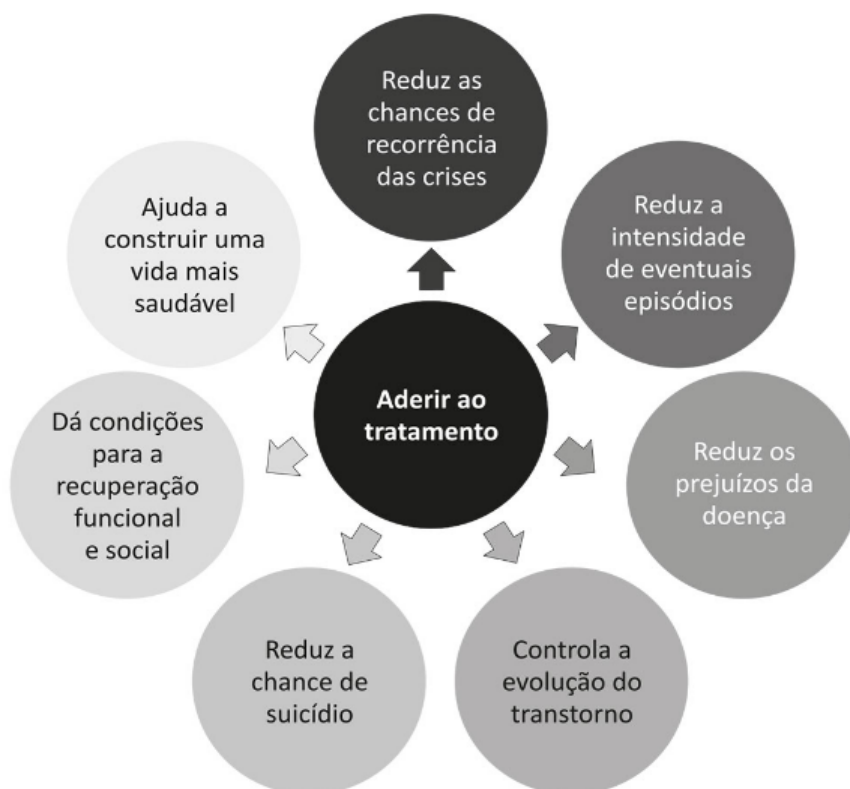 Aderir ao
tratamento
Reduz as
chances de
recorrência
das crises
Reduz a
intensidade
de eventuais
episódios
Reduz os
prejuízos da
doença
Controla a
evolução do
transtorno
Reduz a
chance de
suicídio
Dá condições
para a
recuperação
funcional
e social
Ajuda a
construir uma
vida mais
saudável